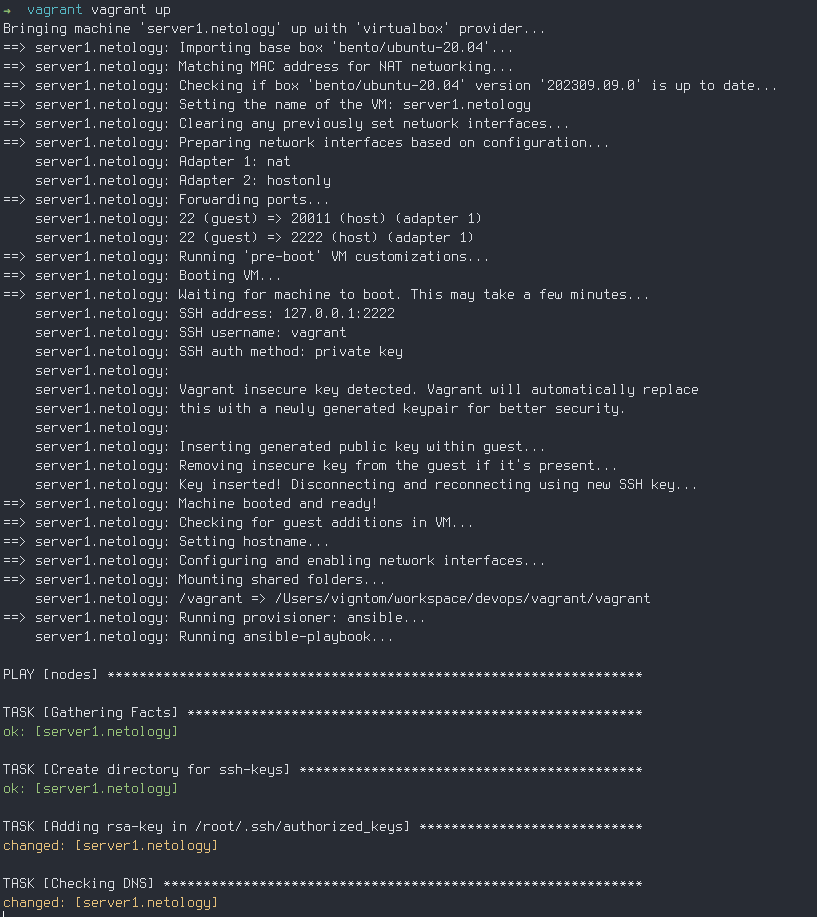 → vagrant vagrant up
Bringing machine 'server1.netology' up with 'virtualbox' provider...
==> server1.netology: Importing base box 'bento/ubuntu-20.04'...
==> server1.netology: Matching MAC address for NAT networking...
==> server1.netology: Checking if box 'bento/ubuntu-20.04' version '202309.09.0' is up to date...
==> server1.netology: Setting the name of the VM: server1.netology
==> server1.netology: Clearing any previously set network interfaces...
==> server1.netology: Preparing network interfaces based on configuration...
    server1.netology: Adapter 1: nat
    server1.netology: Adapter 2: hostonly
==> server1.netology: Forwarding ports...
    server1.netology: 22 (guest) => 20011 (host) (adapter 1)
    server1.netology: 22 (guest) => 2222 (host) (adapter 1)
==> server1.netology: Running 'pre-boot' VM customizations...
==> server1.netology: Booting VM...
==> server1.netology: Waiting for machine to boot. This may take a few minutes...
    server1.netology: SSH address: 127.0.0.1:2222
    server1.netology: SSH username: vagrant
    server1.netology: SSH auth method: private key
    server1.netology:
    server1.netology: Vagrant insecure key detected. Vagrant will automatically replace
    server1.netology: this with a newly generated keypair for better security.
    server1.netology:
    server1.netology: Inserting generated public key within guest...
    server1.netology: Removing insecure key from the guest if it's present...
    server1.netology: Key inserted! Disconnecting and reconnecting using new SSH key...
==> server1.netology: Machine booted and ready!
==> server1.netology: Checking for guest additions in VM...
==> server1.netology: Setting hostname...
==> server1.netology: Configuring and enabling network interfaces...
==> server1.netology: Mounting shared folders...
    server1.netology: /vagrant => /Users/vigntom/workspace/devops/vagrant/vagrant
==> server1.netology: Running provisioner: ansible...
    server1.netology: Running ansible-playbook...

PLAY [nodes] *******************************************************************

TASK [Gathering Facts] *********************************************************
ok: [server1.netology]

TASK [Create directory for ssh-keys] *******************************************
ok: [server1.netology]

TASK [Adding rsa-key in /root/.ssh/authorized_keys] ****************************
changed: [server1.netology]

TASK [Checking DNS] ************************************************************
changed: [server1.netology]